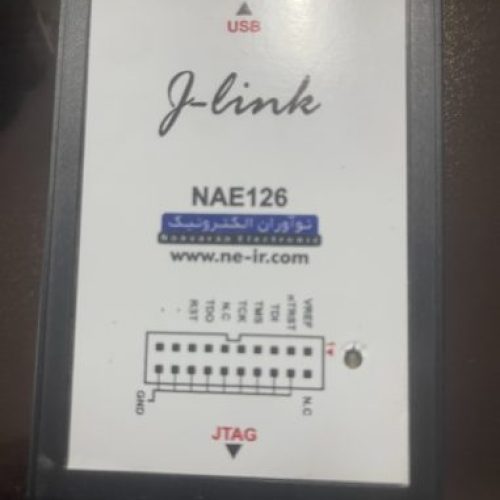 USB
J-link
NAE126
نوآوران الکترونیک
Noavaran Electronic
www.ne-ir.com
RST TDO N.C TCK TMS TDI nTRST VREF
1
GND N.C
JTAG